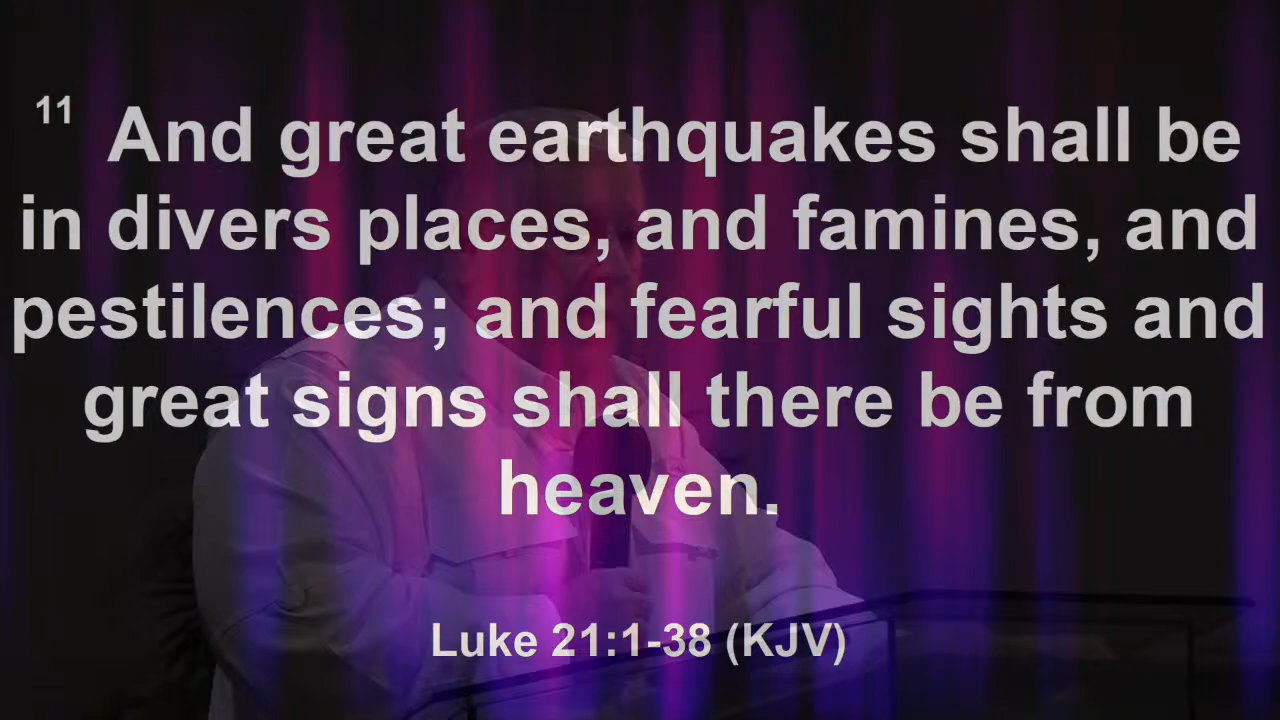 11 And great earthquakes shall be
in divers places, and famines, and
pestilences; and fearful sights and
great signs shall there be from
heaven.
Luke 21:1-38 (KJV)